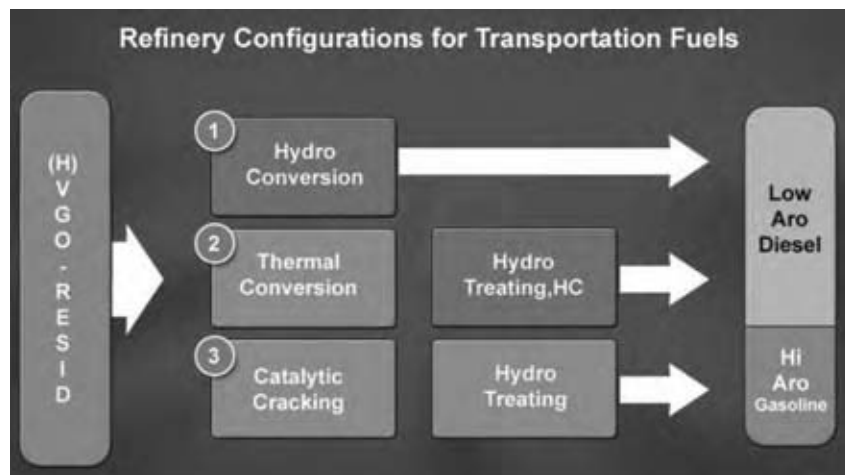 Refinery Configurations for Transportation Fuels
(H)
V
G
O
-
R
E
S
I
D
1
Hydro
Conversion
2
Thermal
Conversion
Hydro
Treating,HC
3
Catalytic
Cracking
Hydro
Treating
Low
Aro
Diesel
Hi
Aro
Gasoline